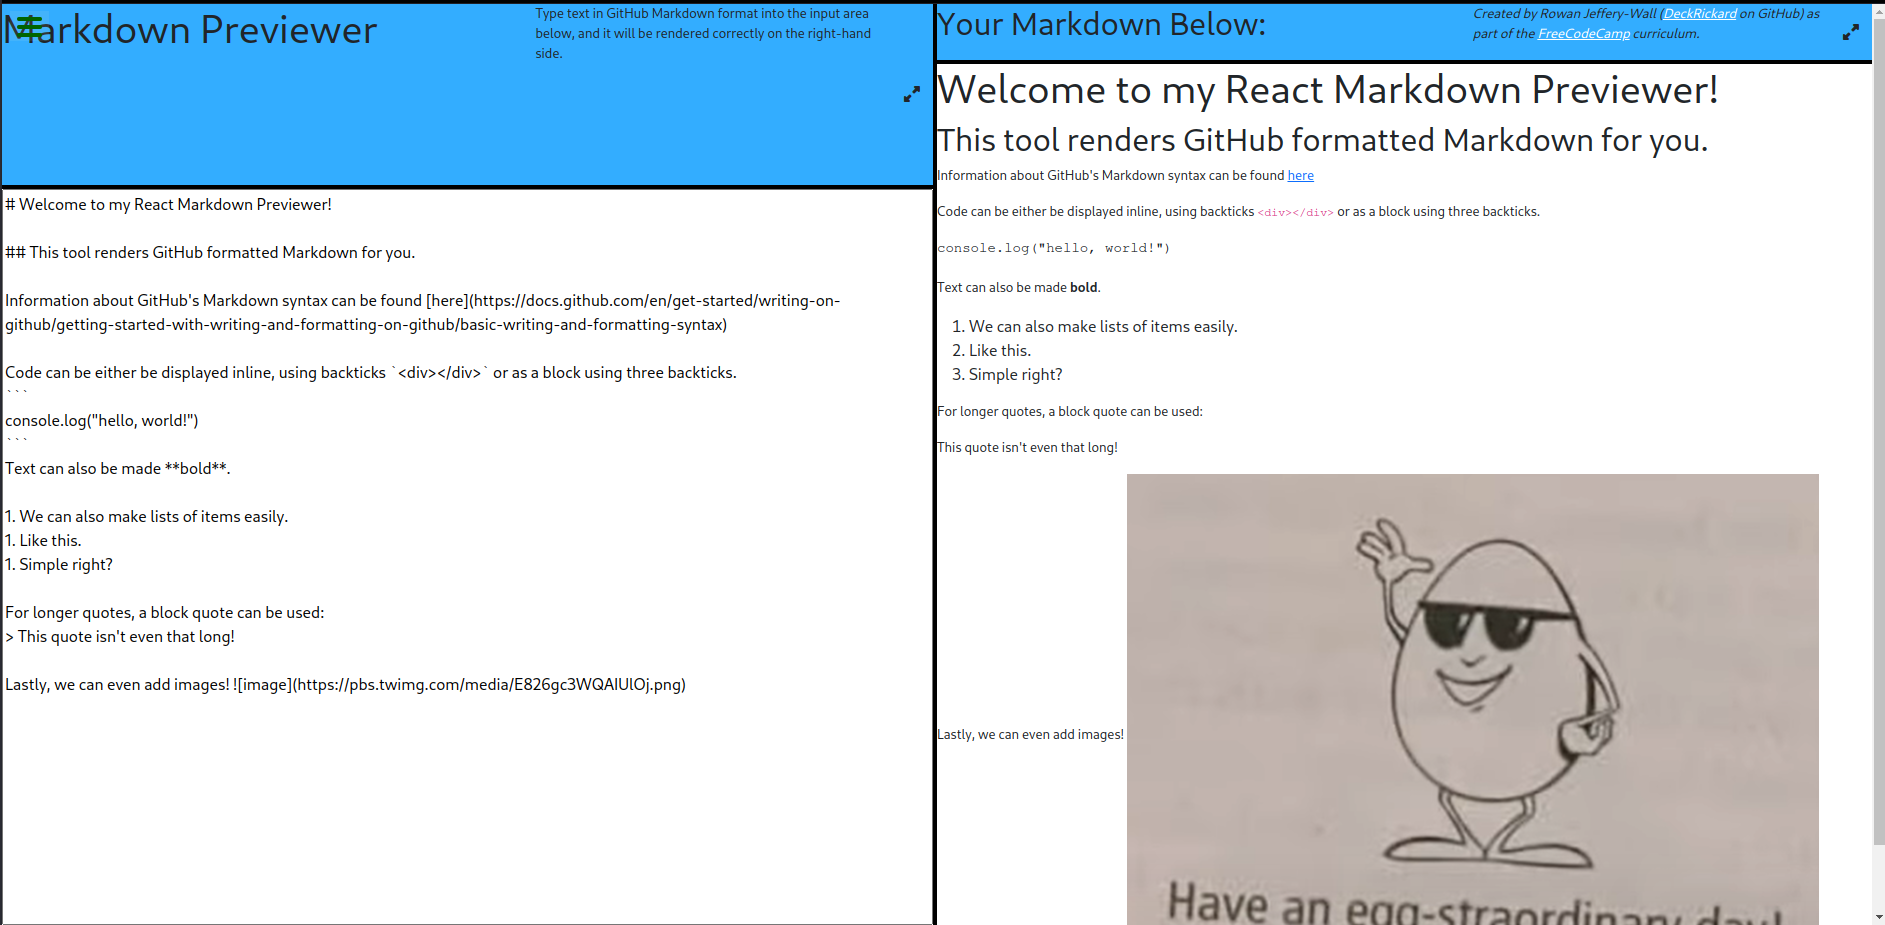 Markdown Previewer
Type text in GitHub Markdown format into the input area
below, and it will be rendered correctly on the right-hand
side.
# Welcome to my React Markdown Previewer!
## This tool renders GitHub formatted Markdown for you.
Information about GitHub's Markdown syntax can be found [here](https://docs.github.com/en/get-started/writing-on-
github/getting-started-with-writing-and-formatting-on-github/basic-writing-and-formatting-syntax)
Code can be either be displayed inline, using backticks `<div></div>` or as a block using three backticks.
```
console.log("hello, world!")
```
Text can also be made **bold**.
1. We can also make lists of items easily.
1. Like this.
1. Simple right?
For longer quotes, a block quote can be used:
> This quote isn't even that long!
Lastly, we can even add images! ![image](https://pbs.twimg.com/media/E826gc3WQAIUlOj.png)
Your Markdown Below:
Created by Rowan Jeffery-Wall (DeckRickard on GitHub) as
part of the FreeCodeCamp curriculum.
Welcome to my React Markdown Previewer!
This tool renders GitHub formatted Markdown for you.
Information about GitHub's Markdown syntax can be found here
Code can be either be displayed inline, using backticks <div></div> or as a block using three backticks.
console.log("hello, world!")
Text can also be made bold.
1. We can also make lists of items easily.
2. Like this.
3. Simple right?
For longer quotes, a block quote can be used:
This quote isn't even that long!
Lastly, we can even add images!
Have an egg-straordinary day!